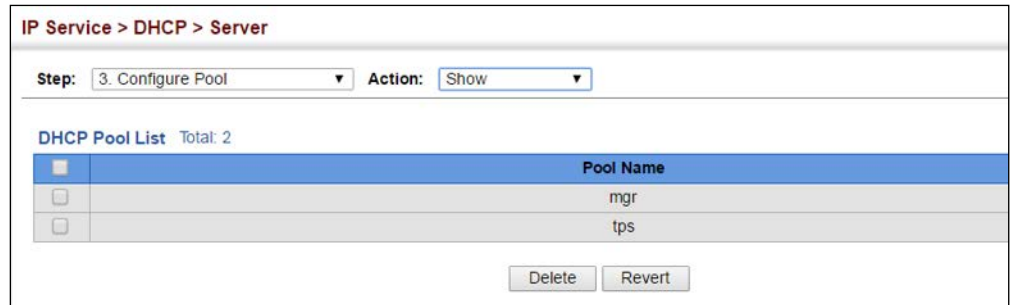 IP Service > DHCP > Server
Step: 3. Configure Pool Action: Show
DHCP Pool List Total: 2
Pool Name
mgr
tps
Delete Revert